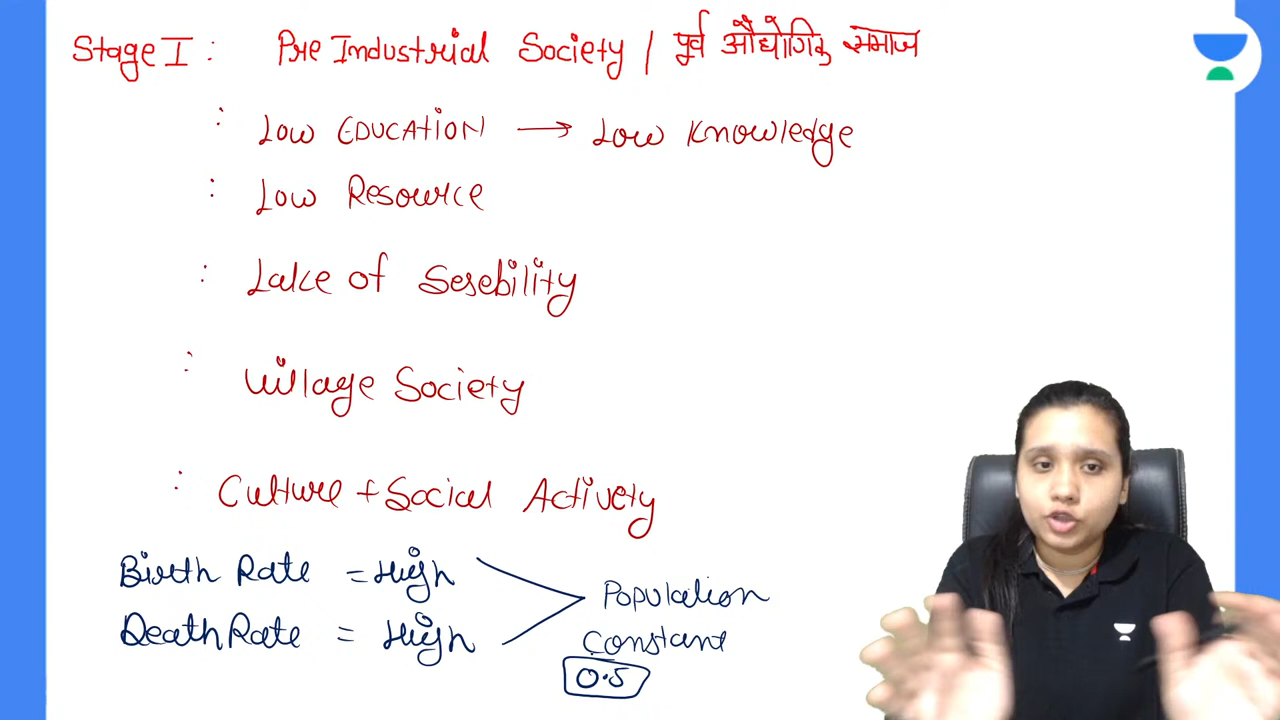 Stage I : Pre Industrial Society / पूर्व औद्योगिक समाज
: Low EDUCATION → Low Knowledge
: Low Resource
: Lake of Sesebility
: Village Society
: Culture + Social Activety
Birth Rate = High
Death Rate = High
Population
Constant
0.5